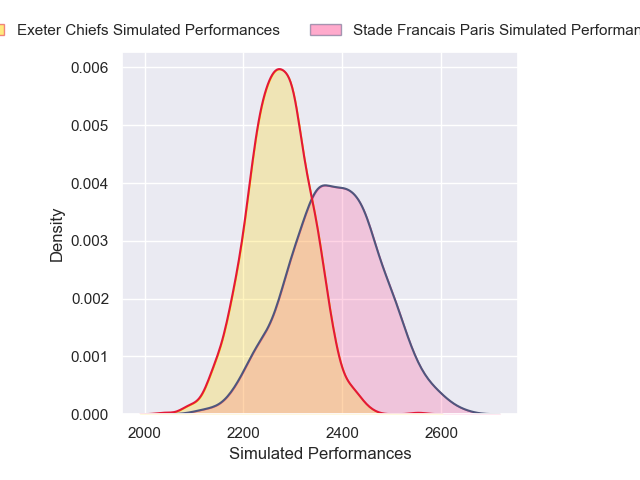 Exeter Chiefs Simulated Performances
Stade Francais Paris Simulated
0.006
0.005
0.004
0.003
0.002
0.001
0.000
Density
2000
2200
2400
2600
Simulated Performances